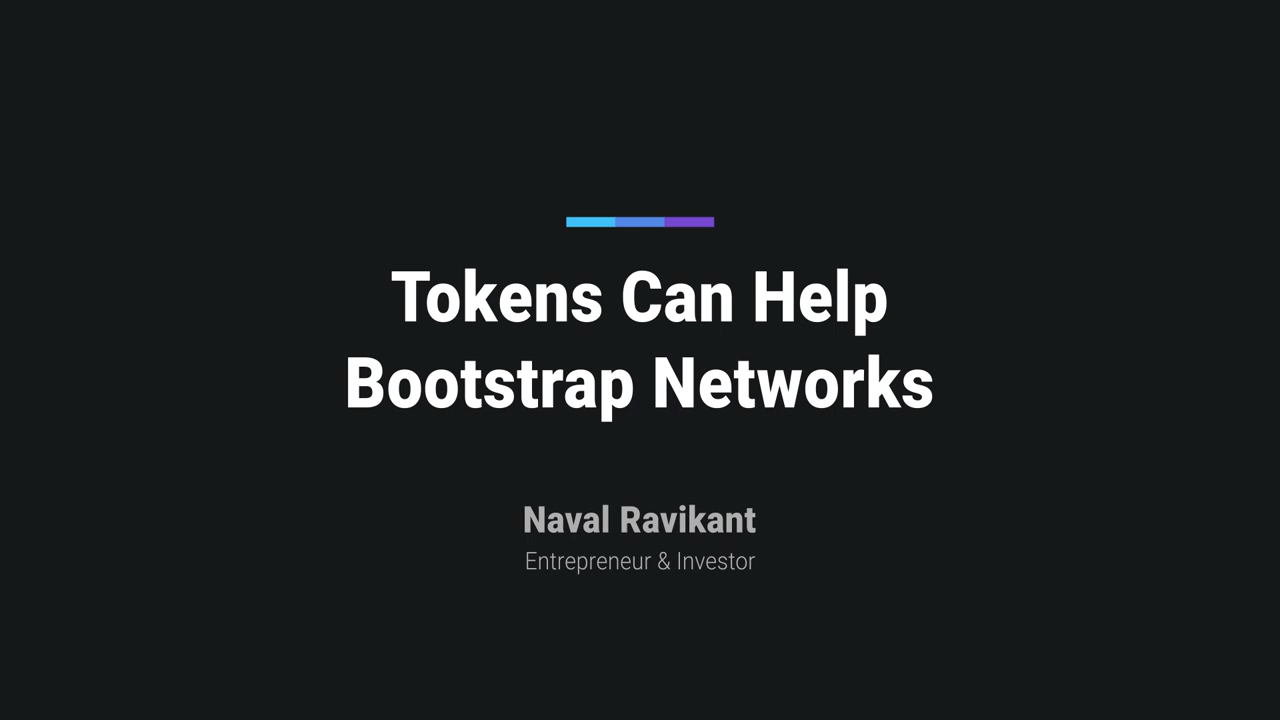 Tokens Can Help
Bootstrap Networks
Naval Ravikant
Entrepreneur & Investor